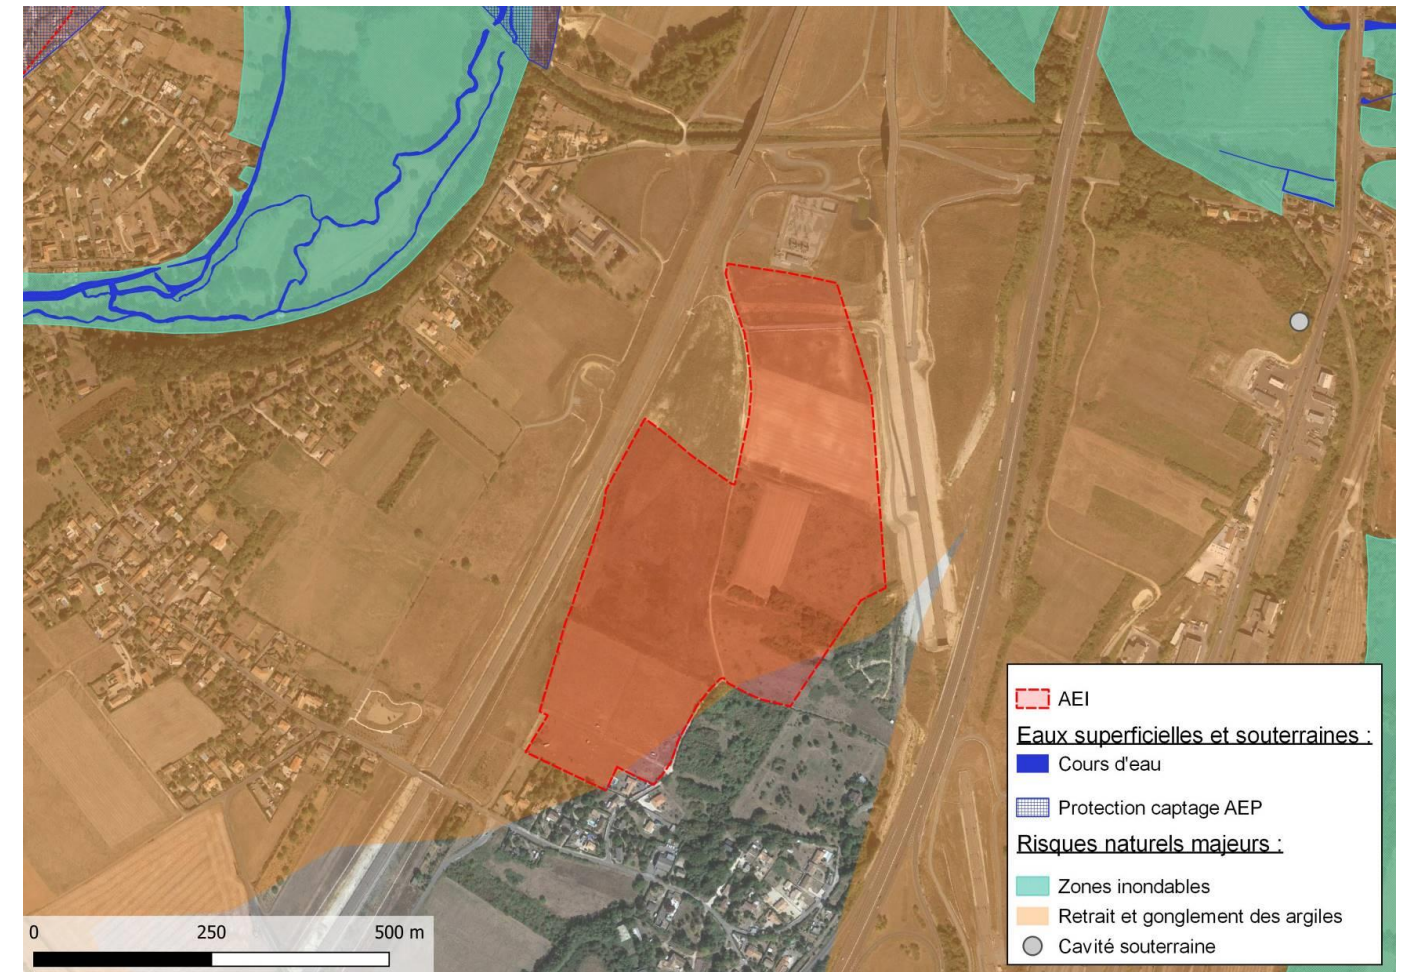 AEI
Eaux superficielles et souterraines :
Cours d'eau
Protection captage AEP
Risques naturels majeurs :
Zones inondables
Retrait et gonglement des argiles
Cavité souterraine
0 250 500 m